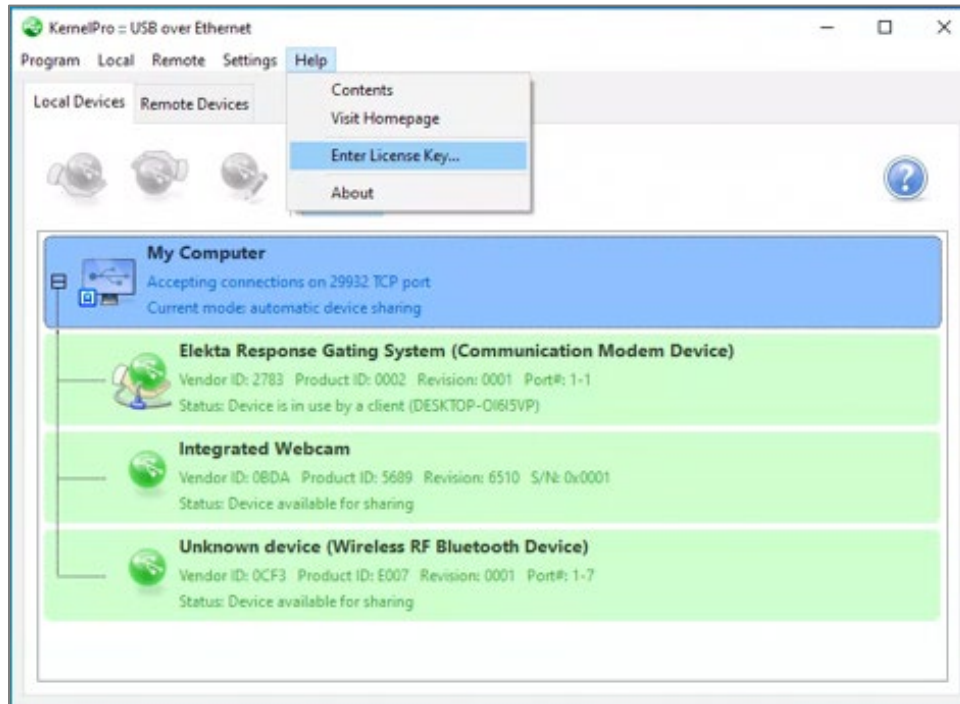 KernelPro :: USB over Ethernet
Program Local Remote Settings Help
Contents
Visit Homepage
Enter License Key...
About
Local Devices Remote Devices
My Computer
Accepting connections on 29932 TCP port
Current mode: automatic device sharing
Elekta Response Gating System (Communication Modem Device)
Vendor ID: 2783 Product ID: 0002 Revision: 0001 Port#: 1-1
Status: Device is in use by a client (DESKTOP-OI6I5VP)
Integrated Webcam
Vendor ID: 0BDA Product ID: 5689 Revision: 6510 S/N: 0x0001
Status: Device available for sharing
Unknown device (Wireless RF Bluetooth Device)
Vendor ID: 0CF3 Product ID: E007 Revision: 0001 Port#: 1-7
Status: Device available for sharing